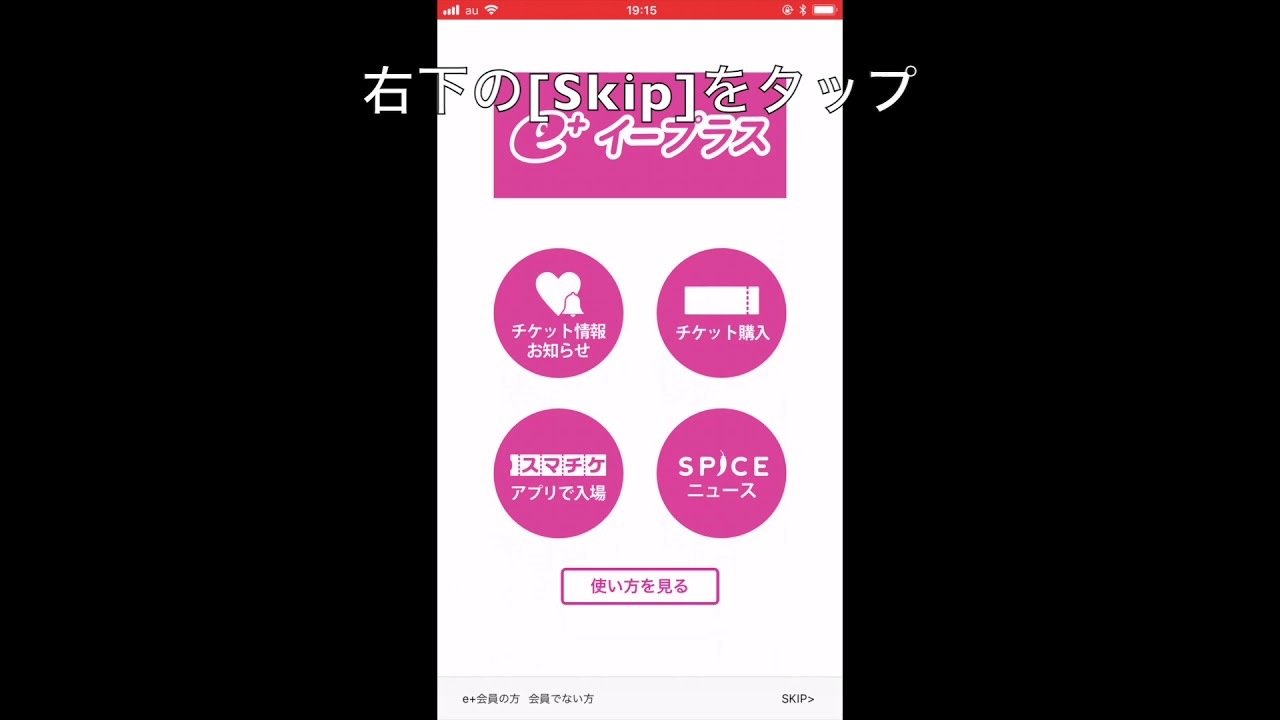 au 19:15
右下の[Skip]をタップ
e+ イープラス
チケット情報
お知らせ
チケット購入
スマチケ
アプリで入場
SPICE
ニュース
使い方を見る
e+会員の方 会員でない方 SKIP>